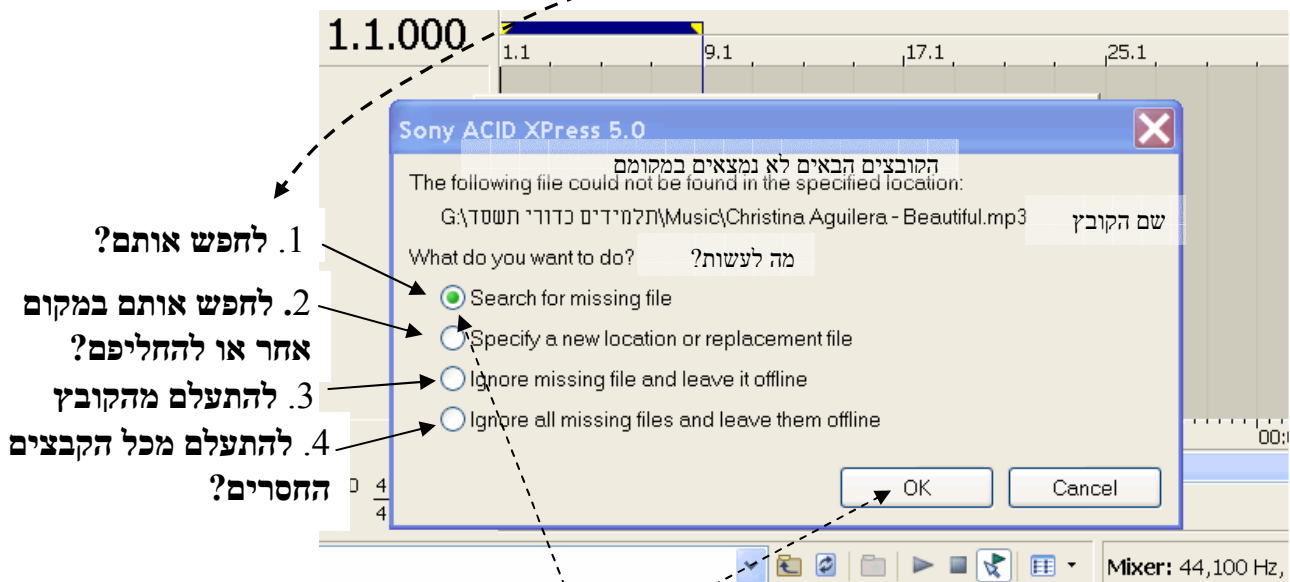 1.1.000
1.1 9.1 17.1 25.1
Sony ACID XPress 5.0
הקובצים הבאים לא נמצאים במקומם
The following file could not be found in the specified location:
G:\תלמידים כדורי תשסד\Music\Christina Aguilera - Beautiful.mp3
שם הקובץ
What do you want to do?
מה לעשות?
1. לחפש אותם?
Search for missing file
2. לחפש אותם במקום
אחר או להחליפם?
Specify a new location or replacement file
3. להתעלם מהקובץ
Ignore missing file and leave it offline
4. להתעלם מכל הקבצים
החסרים?
Ignore all missing files and leave them offline
OK Cancel
4
4
Mixer: 44,100 Hz,